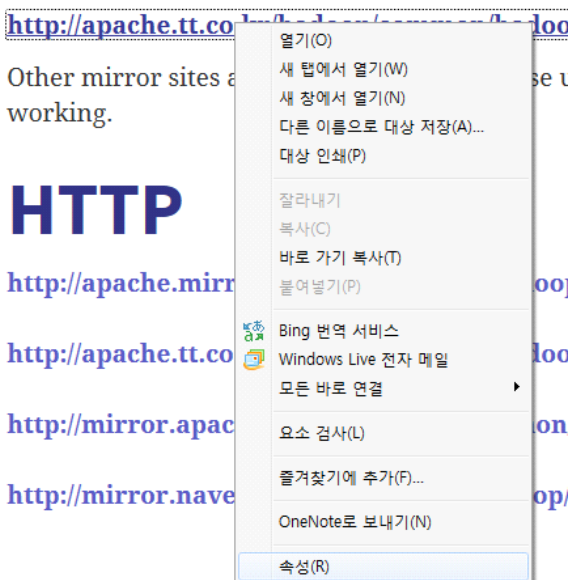 http://apache.tt.co
Other mirror sites
working.
HTTP
http://apache.mirr
http://apache.tt.co
http://mirror.apac
http://mirror.nave
열기(O)
새 탭에서 열기(W)
새 창에서 열기(N)
다른 이름으로 대상 저장(A)...
대상 인쇄(P)
잘라내기
복사(C)
바로 가기 복사(T)
붙여넣기(P)
Bing 번역 서비스
Windows Live 전자 메일
모든 바로 연결
요소 검사(L)
즐겨찾기에 추가(F)...
OneNote로 보내기(N)
속성(R)